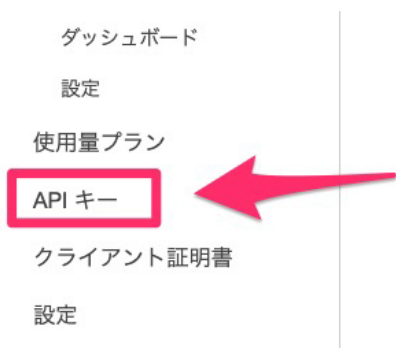 ダッシュボード
設定
使用量プラン
API キー
クライアント証明書
設定